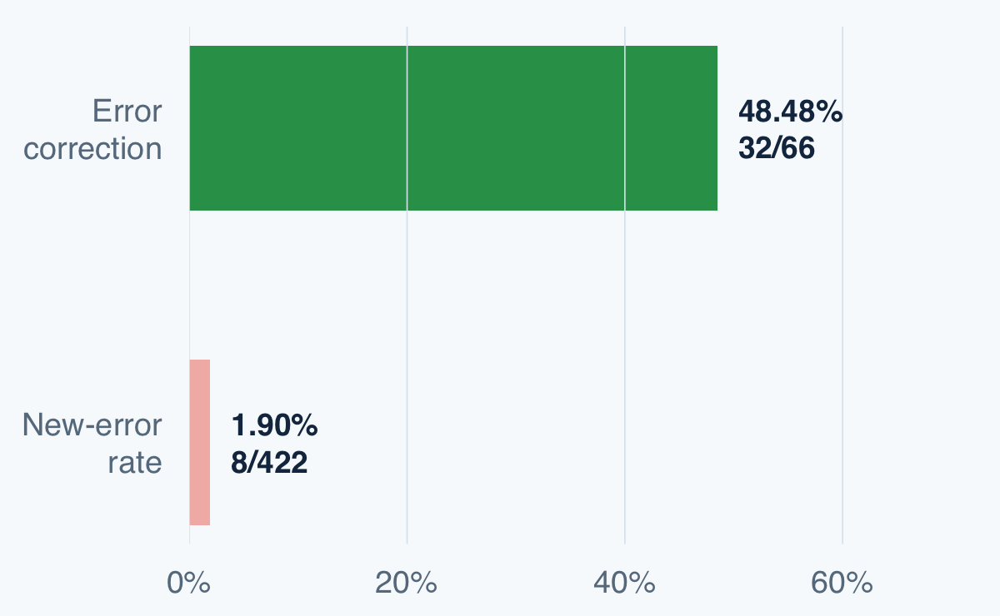 Error
correction
48.48%
32/66
New-error
rate
1.90%
8/422
0%
20%
40%
60%